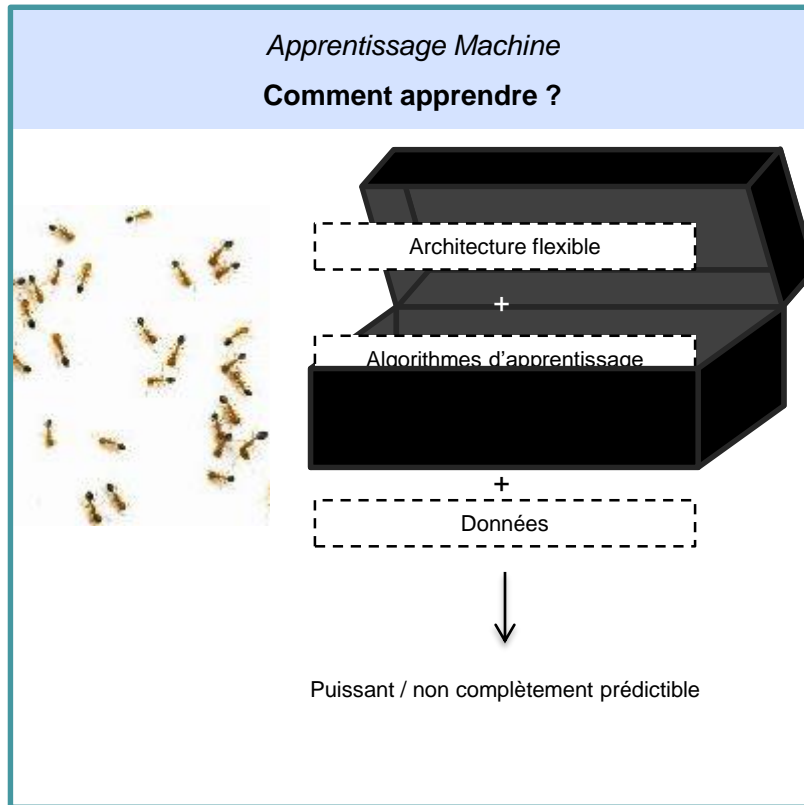 Apprentissage Machine
Comment apprendre ?
Architecture flexible
+
Algorithmes d'apprentissage
+
Données
Puissant / non complètement prédictible